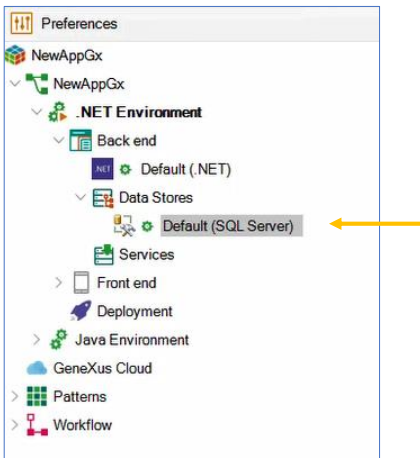 Preferences
NewAppGx
NewAppGx
.NET Environment
Back end
.NET Default (.NET)
Data Stores
Default (SQL Server)
Services
Front end
Deployment
Java Environment
GeneXus Cloud
Patterns
Workflow